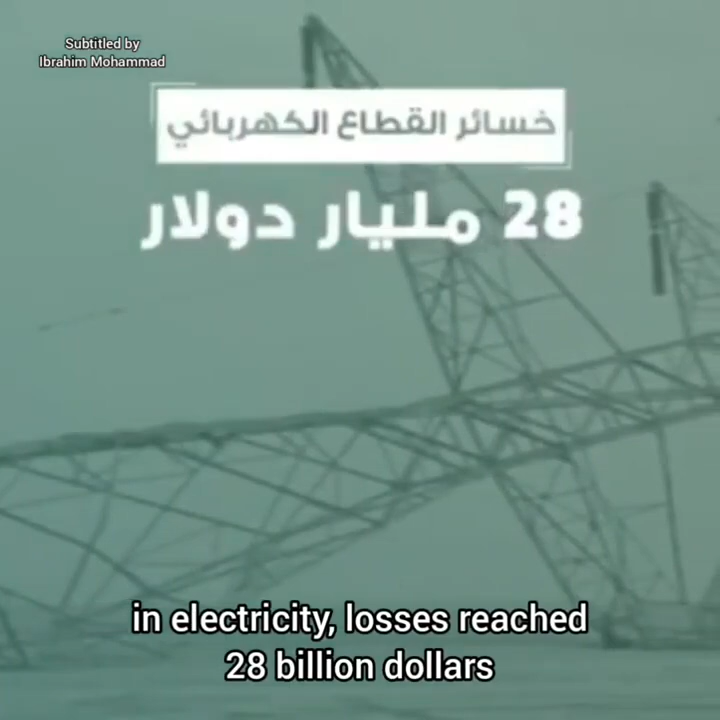 Subtitled by
Ibrahim Mohammad
خسائر القطاع الكهربائي
28 مليار دولار
in electricity, losses reached
28 billion dollars